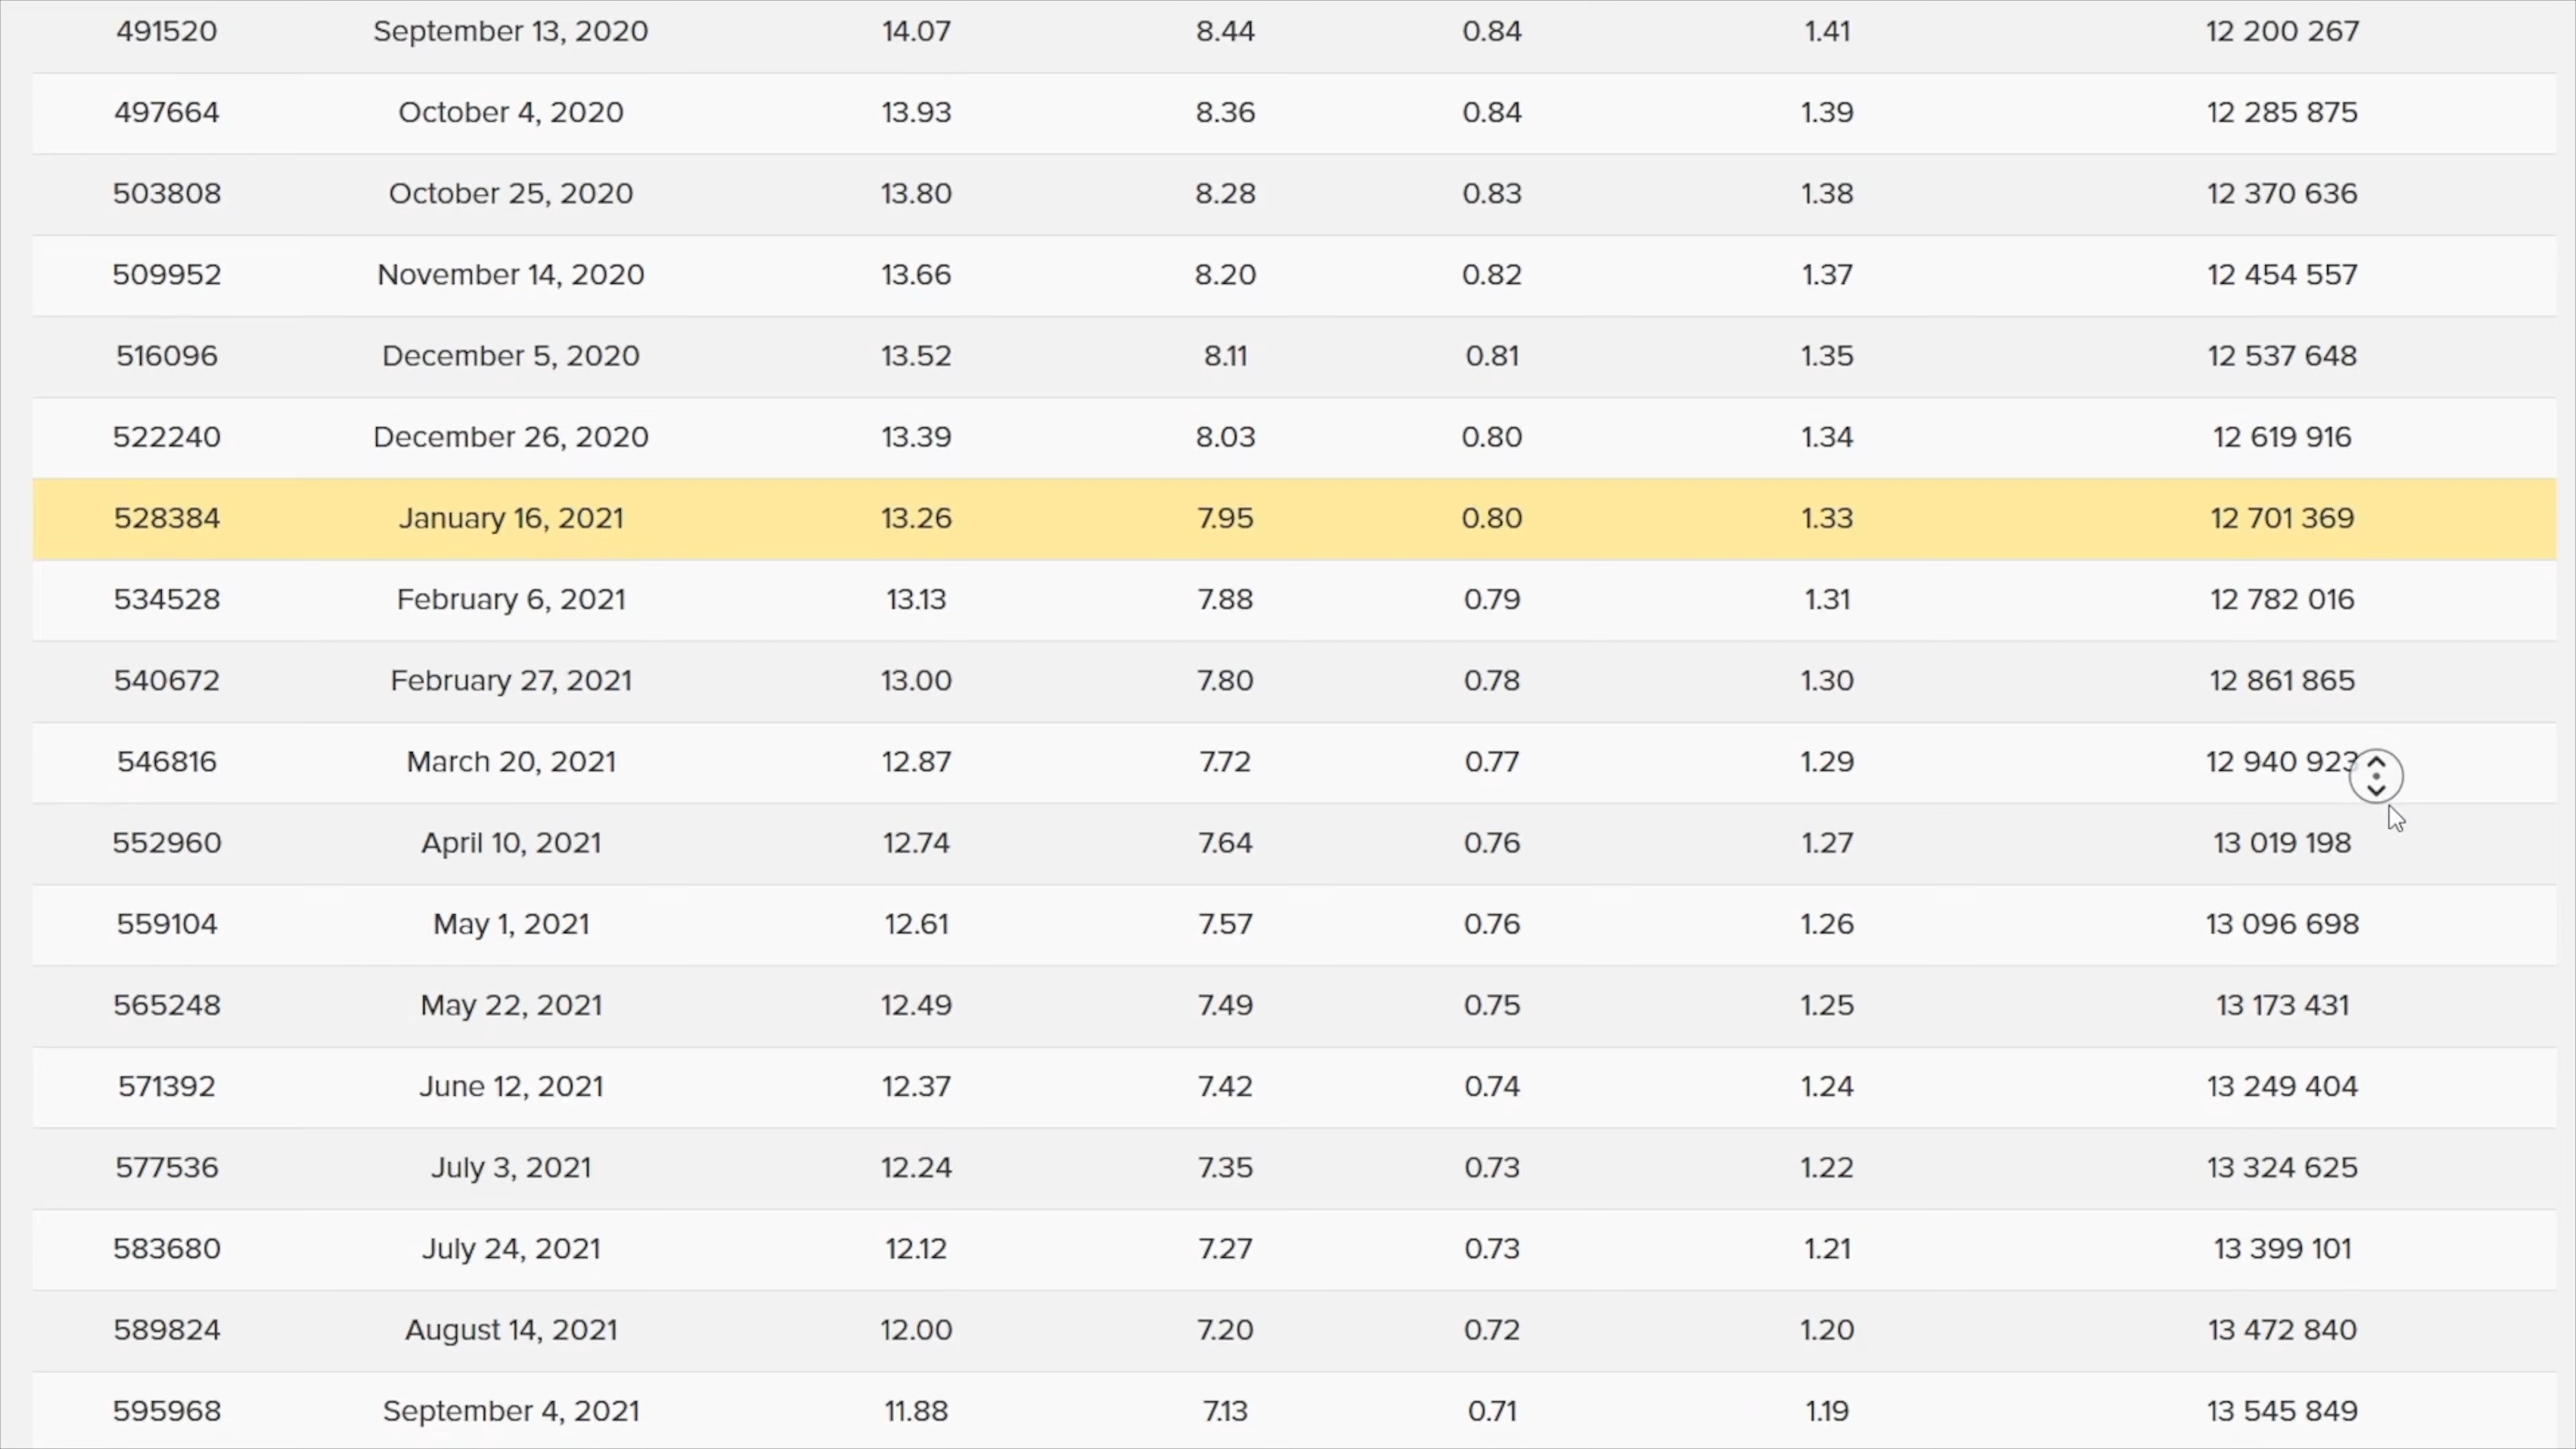 491520 September 13, 2020 14.07 8.44 0.84 1.41 12 200 267
497664 October 4, 2020 13.93 8.36 0.84 1.39 12 285 875
503808 October 25, 2020 13.80 8.28 0.83 1.38 12 370 636
509952 November 14, 2020 13.66 8.20 0.82 1.37 12 454 557
516096 December 5, 2020 13.52 8.11 0.81 1.35 12 537 648
522240 December 26, 2020 13.39 8.03 0.80 1.34 12 619 916
528384 January 16, 2021 13.26 7.95 0.80 1.33 12 701 369
534528 February 6, 2021 13.13 7.88 0.79 1.31 12 782 016
540672 February 27, 2021 13.00 7.80 0.78 1.30 12 861 865
546816 March 20, 2021 12.87 7.72 0.77 1.29 12 940 923
552960 April 10, 2021 12.74 7.64 0.76 1.27 13 019 198
559104 May 1, 2021 12.61 7.57 0.76 1.26 13 096 698
565248 May 22, 2021 12.49 7.49 0.75 1.25 13 173 431
571392 June 12, 2021 12.37 7.42 0.74 1.24 13 249 404
577536 July 3, 2021 12.24 7.35 0.73 1.22 13 324 625
583680 July 24, 2021 12.12 7.27 0.73 1.21 13 399 101
589824 August 14, 2021 12.00 7.20 0.72 1.20 13 472 840
595968 September 4, 2021 11.88 7.13 0.71 1.19 13 545 849